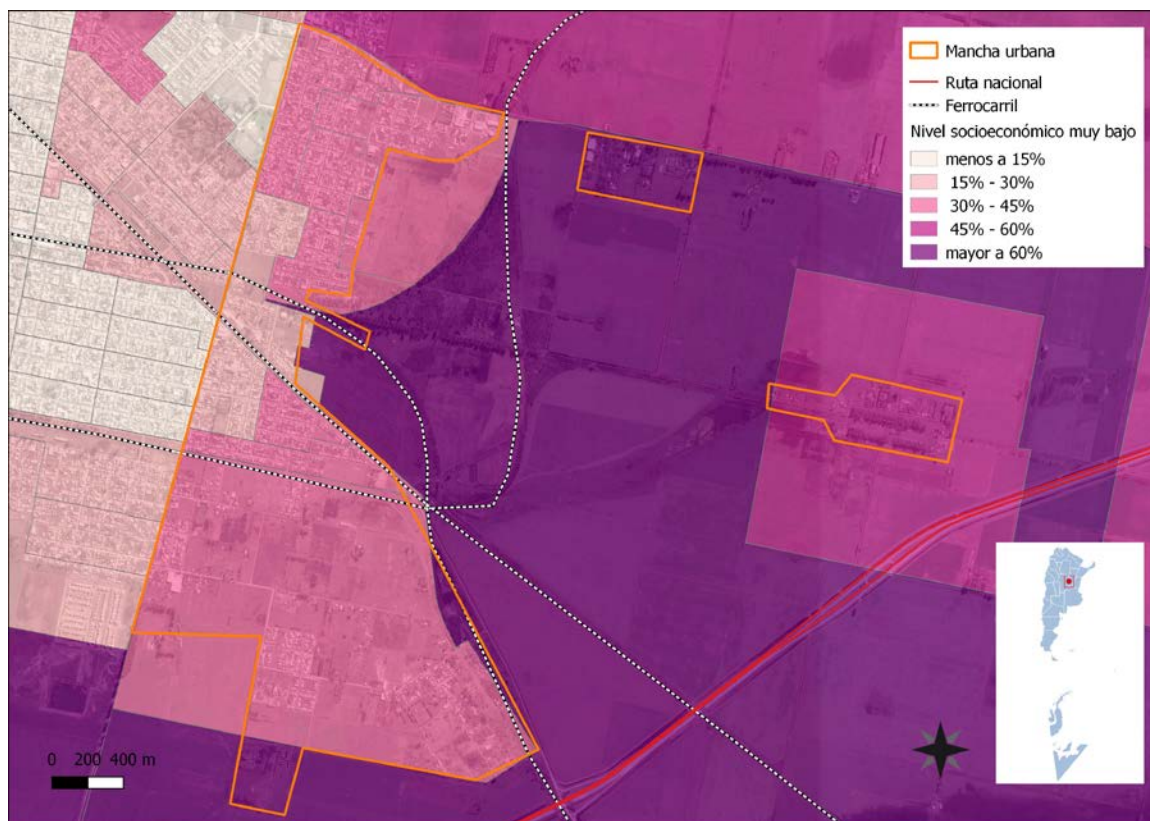 Mancha urbana
Ruta nacional
Ferrocarril
Nivel socioeconómico muy bajo
menos a 15%
15% - 30%
30% - 45%
45% - 60%
mayor a 60%
0 200 400 m